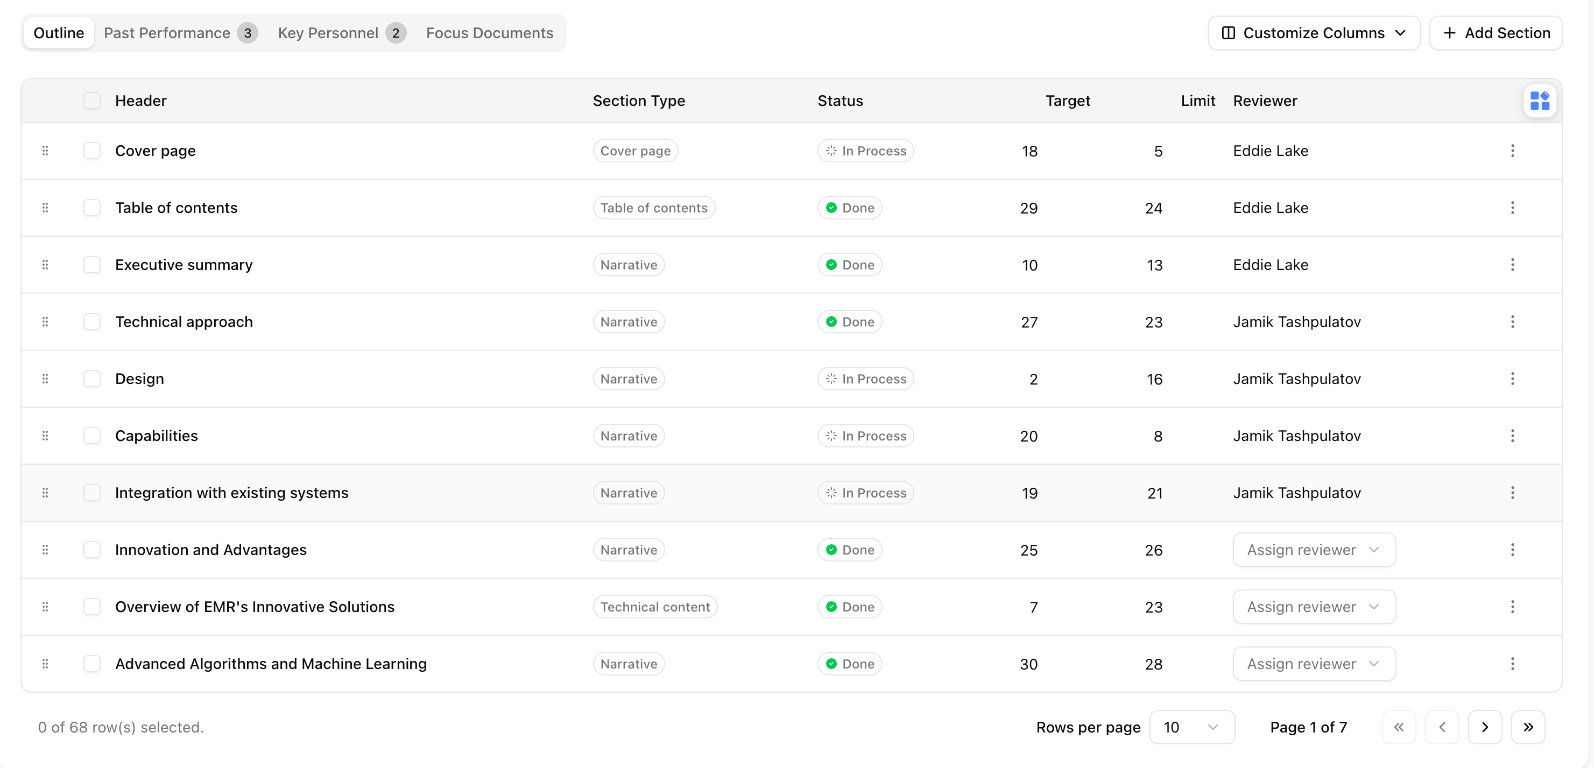 Outline Past Performance 3 Key Personnel 2 Focus Documents Customize Columns Add Section
Header Section Type Status Target Limit Reviewer
Cover page Cover page In Process 18 5 Eddie Lake
Table of contents Table of contents Done 29 24 Eddie Lake
Executive summary Narrative Done 10 13 Eddie Lake
Technical approach Narrative Done 27 23 Jamik Tashpulatov
Design Narrative In Process 2 16 Jamik Tashpulatov
Capabilities Narrative In Process 20 8 Jamik Tashpulatov
Integration with existing systems Narrative In Process 19 21 Jamik Tashpulatov
Innovation and Advantages Narrative Done 25 26 Assign reviewer
Overview of EMR's Innovative Solutions Technical content Done 7 23 Assign reviewer
Advanced Algorithms and Machine Learning Narrative Done 30 28 Assign reviewer
0 of 68 row(s) selected. Rows per page 10 Page 1 of 7